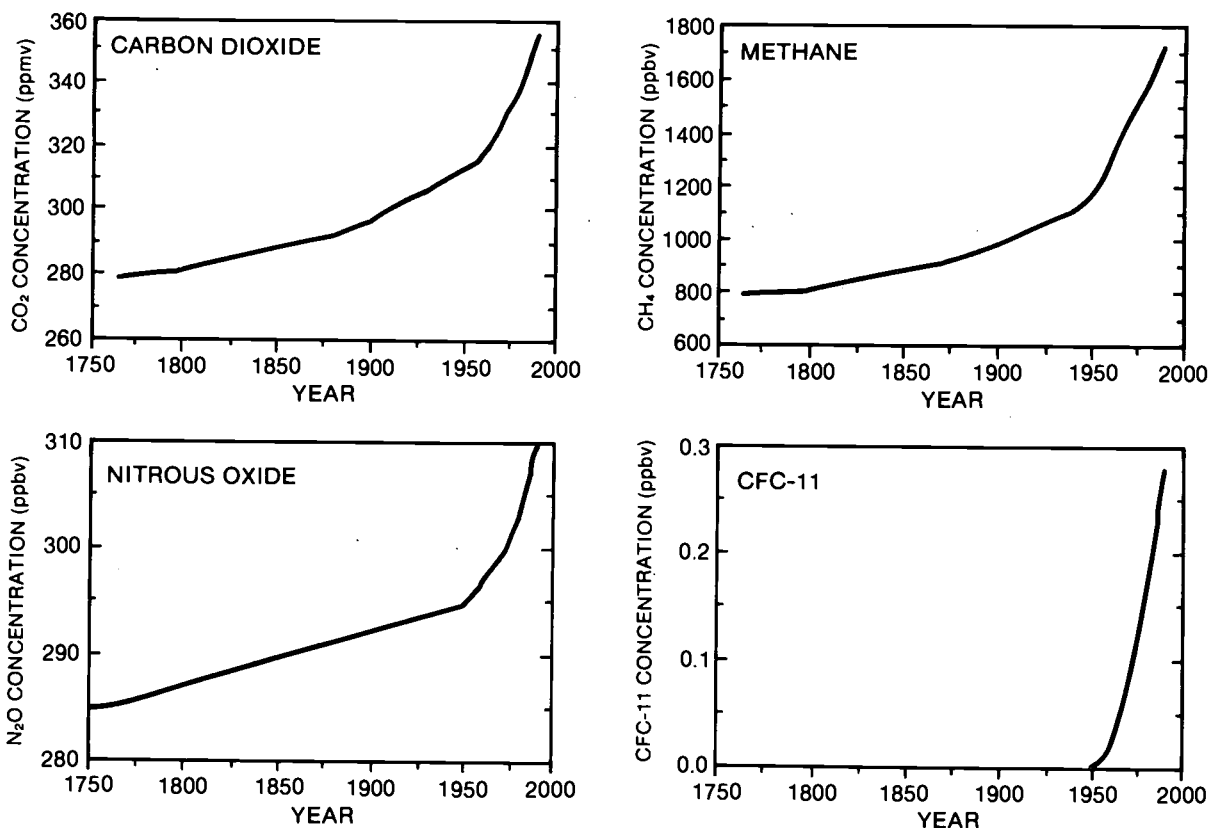 CARBON DIOXIDE
CO₂ CONCENTRATION (ppmv)
360
340
320
300
280
260
1750 1800 1850 1900 1950 2000
YEAR
METHANE
CH₄ CONCENTRATION (ppbv)
1800
1600
1400
1200
1000
800
600
1750 1800 1850 1900 1950 2000
YEAR
NITROUS OXIDE
N₂O CONCENTRATION (ppbv)
310
300
290
280
1750 1800 1850 1900 1950 2000
YEAR
CFC-11
CFC-11 CONCENTRATION (ppbv)
0.3
0.2
0.1
0.0
1750 1800 1850 1900 1950 2000
YEAR